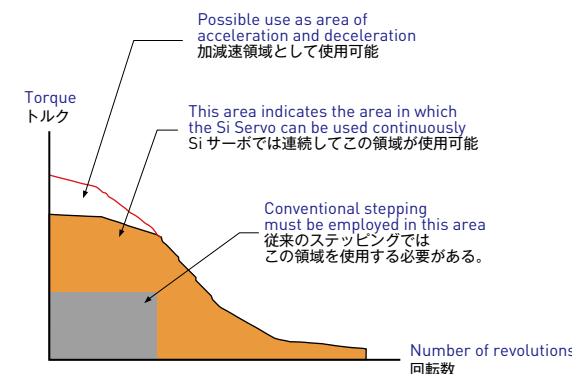 Possible use as area of
acceleration and deceleration
加減速領域として使用可能
Torque
トルク
This area indicates the area in which
the Si Servo can be used continuously
Si サーボでは連続してこの領域が使用可能
Conventional stepping
must be employed in this area
従来のステッピングでは
この領域を使用する必要がある。
Number of revolutions
回転数